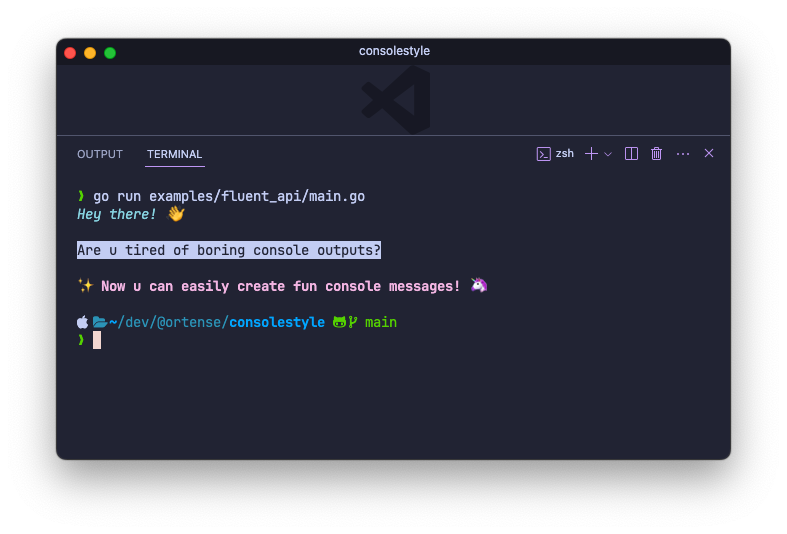 consolestyle
OUTPUT TERMINAL zsh
❯ go run examples/fluent_api/main.go
Hey there! 👋
Are u tired of boring console outputs?
✨ Now u can easily create fun console messages! 🦄
~/dev/@ortense/consolestyle main
❯